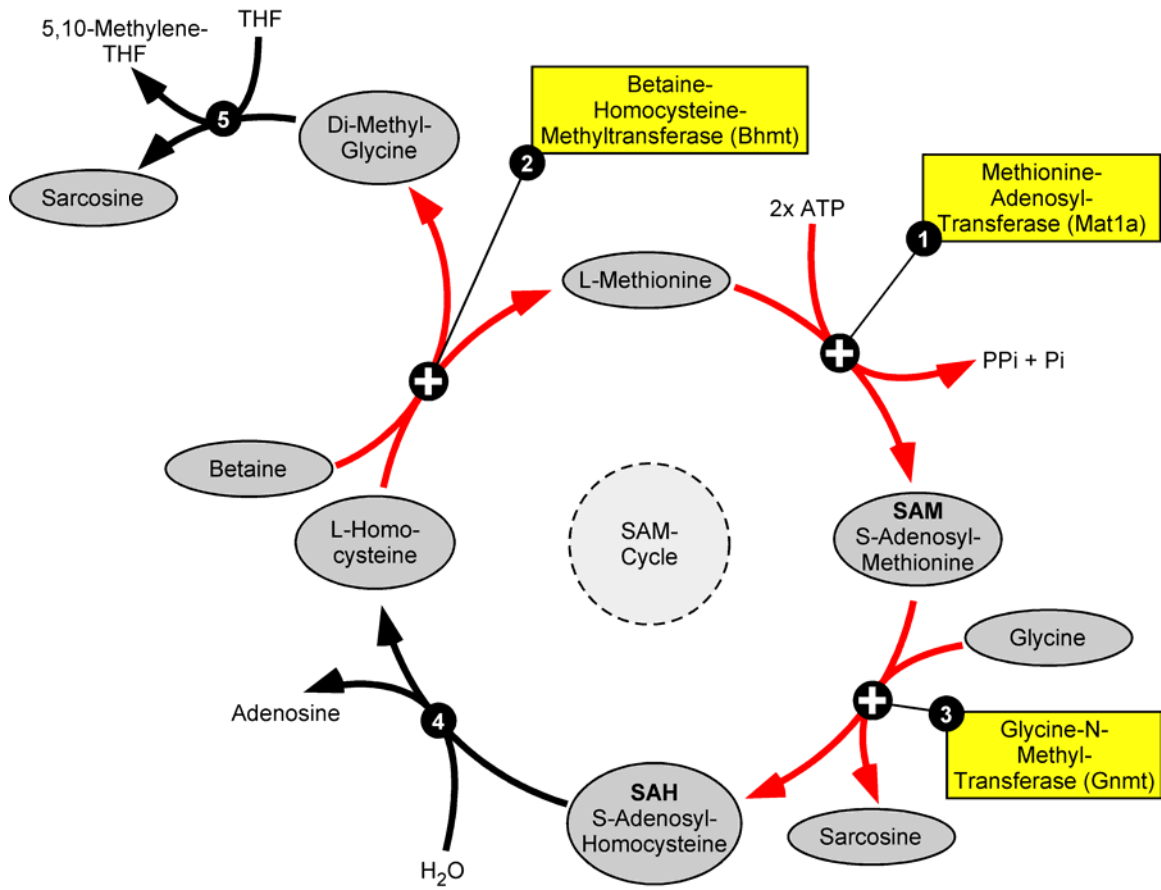 THF
5,10-Methylene-
THF
5
Di-Methyl-
Glycine
Sarcosine
Betaine-
Homocysteine-
Methyltransferase (Bhmt)
2
Methionine-
Adenosyl-
Transferase (Mat1a)
1
2x ATP
L-Methionine
PPi + Pi
Betaine
L-Homo-
cysteine
SAM-
Cycle
SAM
S-Adenosyl-
Methionine
Glycine
Adenosine
4
3
Glycine-N-
Methyl-
Transferase (Gnmt)
SAH
S-Adenosyl-
Homocysteine
Sarcosine
H2O